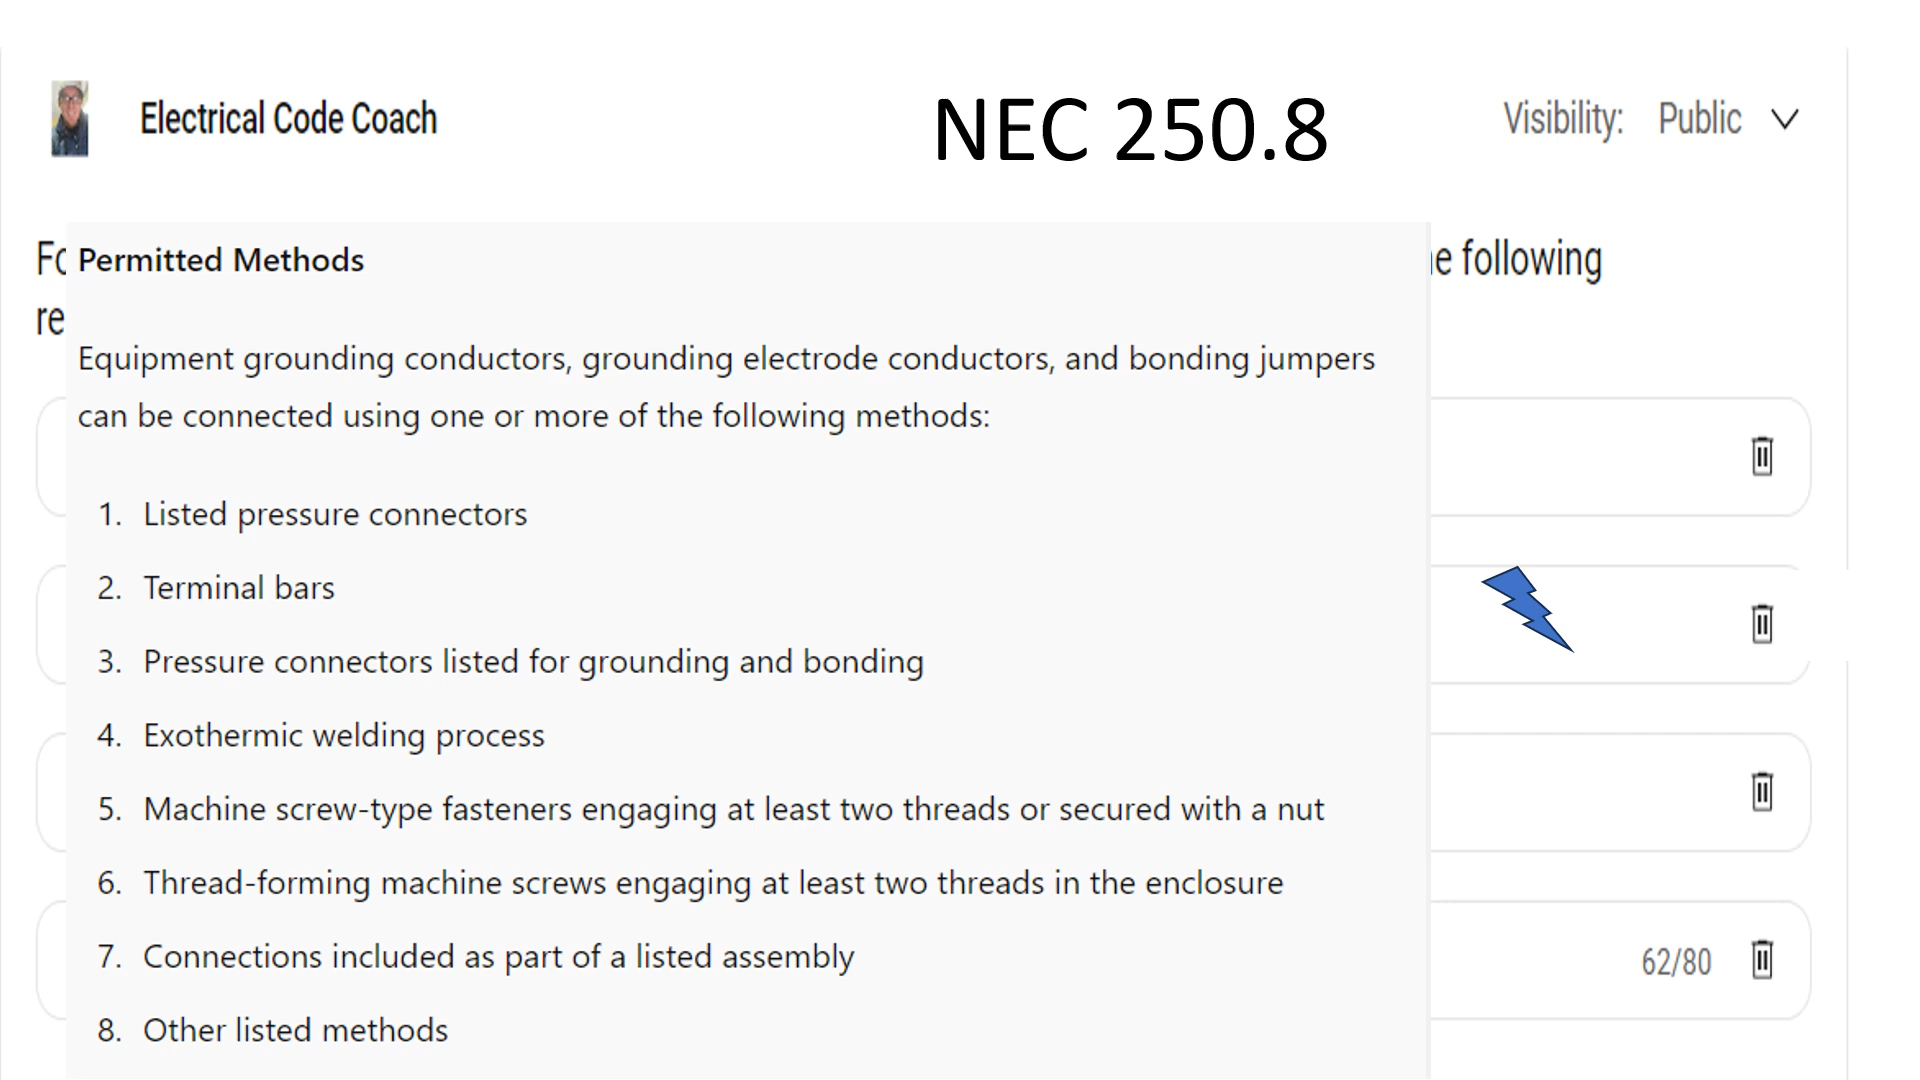 Electrical Code Coach
NEC 250.8
Visibility: Public
Permitted Methods
e following
re
Equipment grounding conductors, grounding electrode conductors, and bonding jumpers
can be connected using one or more of the following methods:
1. Listed pressure connectors
2. Terminal bars
3. Pressure connectors listed for grounding and bonding
4. Exothermic welding process
5. Machine screw-type fasteners engaging at least two threads or secured with a nut
6. Thread-forming machine screws engaging at least two threads in the enclosure
7. Connections included as part of a listed assembly
62/80
8. Other listed methods